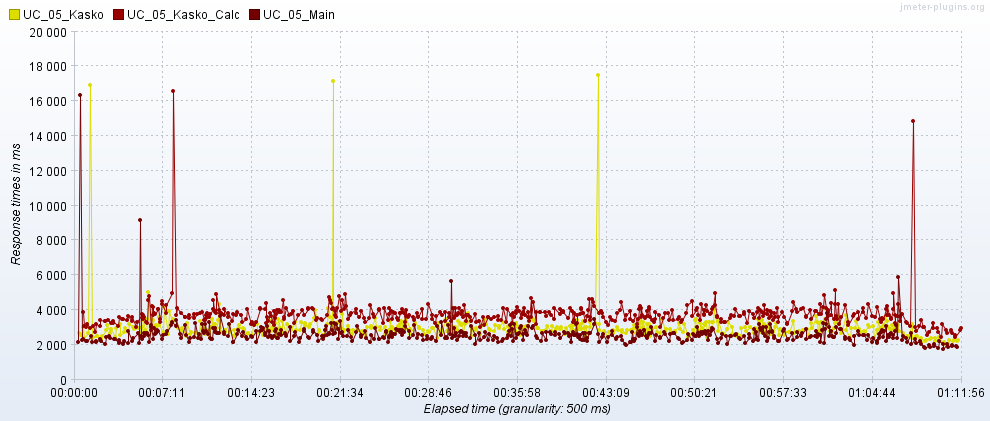 jmeter-plugins.org
UC_05_Kasko UC_05_Kasko_Calc UC_05_Main
20 000
18 000
16 000
14 000
12 000
10 000
8 000
6 000
4 000
2 000
0
Response times in ms
00:00:00 00:07:11 00:14:23 00:21:34 00:28:46 00:35:58 00:43:09 00:50:21 00:57:33 01:04:44 01:11:56
Elapsed time (granularity: 500 ms)